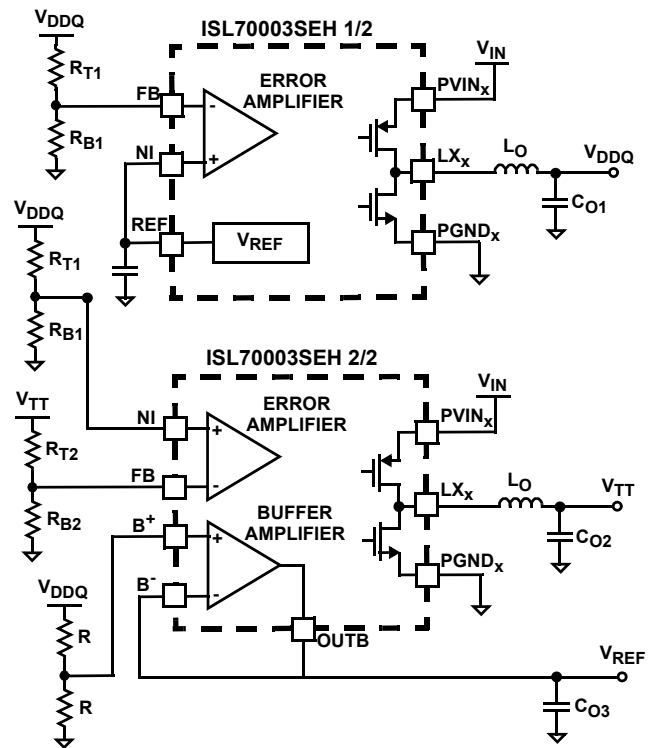 ISL70003SEH 1/2
VDDQ
RT1
RB1
FB
NI
REF
ERROR
AMPLIFIER
-
+
VREF
PVINx
VIN
LXx
LO
VDDQ
CO1
PGNDx
VDDQ
RT1
RB1
ISL70003SEH 2/2
VTT
RT2
RB2
NI
FB
+
-
ERROR
AMPLIFIER
BUFFER
AMPLIFIER
B+
B-
+
-
OUTB
PVINx
VIN
LXx
LO
VTT
CO2
PGNDx
VDDQ
R
R
VREF
CO3